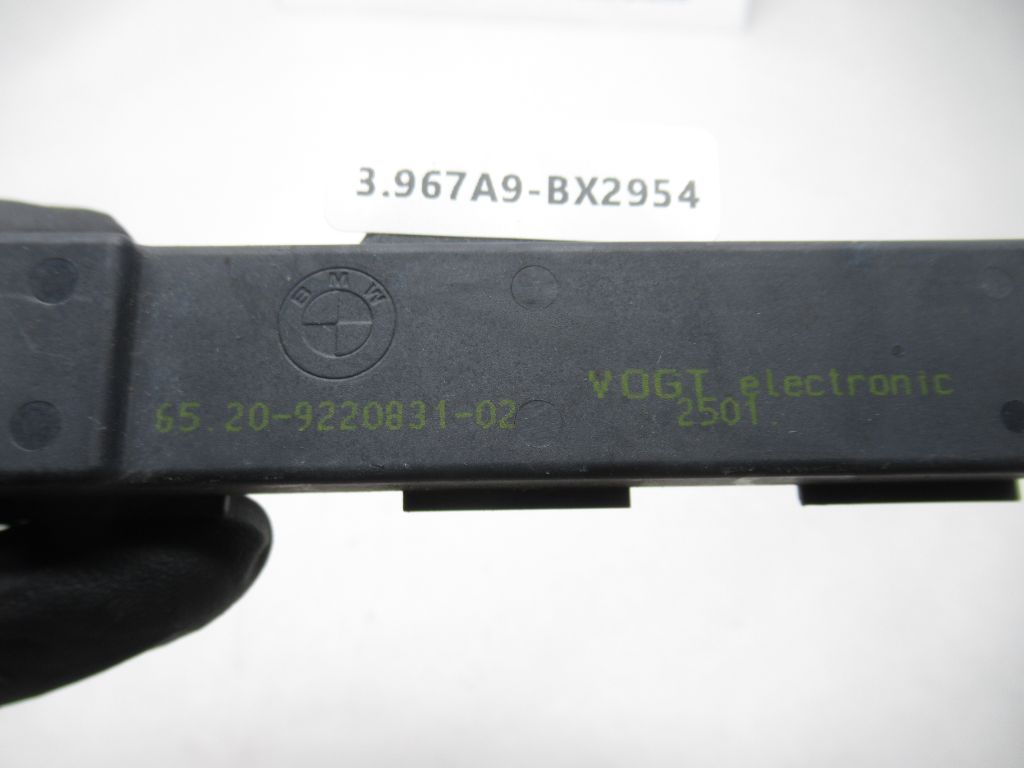 3.967A9-BX2954
BMW
VOGT electronic
65.20-9220831-02 2501.